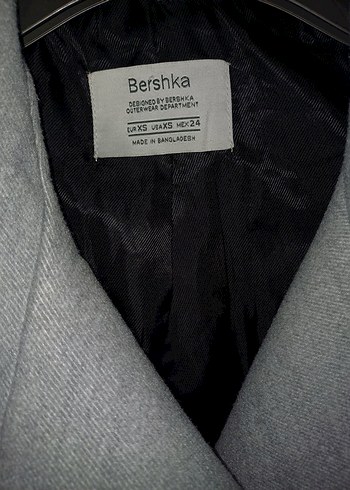 Bershka
DESIGNED BY BERSHKA
OUTERWEAR DEPARTMENT
EUR XS USA XS MEX 24
MADE IN BANGLADESH